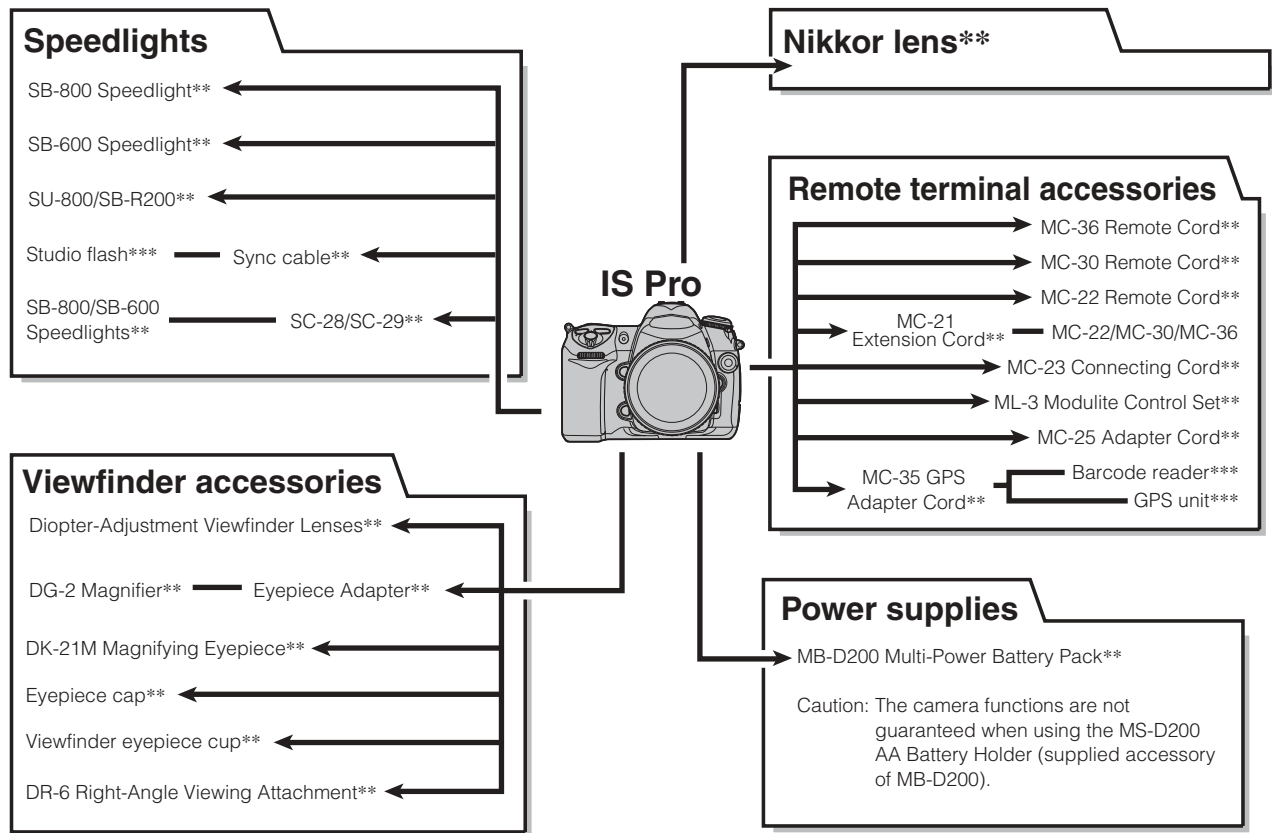 Speedlights
SB-800 Speedlight**
SB-600 Speedlight**
SU-800/SB-R200**
Studio flash*** Sync cable**
SB-800/SB-600
Speedlights**
SC-28/SC-29**
Viewfinder accessories
Diopter-Adjustment Viewfinder Lenses**
DG-2 Magnifier** Eyepiece Adapter**
DK-21M Magnifying Eyepiece**
Eyepiece cap**
Viewfinder eyepiece cup**
DR-6 Right-Angle Viewing Attachment**
IS Pro
Nikkor lens**
Remote terminal accessories
MC-36 Remote Cord**
MC-30 Remote Cord**
MC-22 Remote Cord**
MC-21
Extension Cord**
MC-22/MC-30/MC-36
MC-23 Connecting Cord**
ML-3 Modulite Control Set**
MC-25 Adapter Cord**
MC-35 GPS
Adapter Cord**
Barcode reader***
GPS unit***
Power supplies
MB-D200 Multi-Power Battery Pack**
Caution: The camera functions are not
guaranteed when using the MS-D200
AA Battery Holder (supplied accessory
of MB-D200).